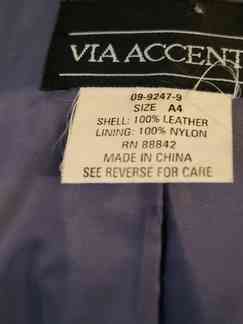 VIA ACCENT
09-9247-9
SIZE A4
SHELL: 100% LEATHER
LINING: 100% NYLON
RN 88842
MADE IN CHINA
SEE REVERSE FOR CARE